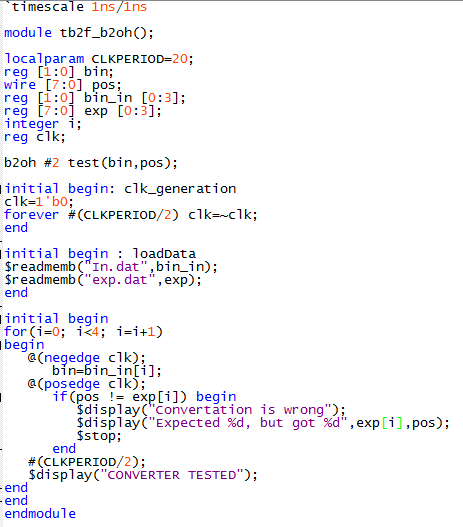 `timescale 1ns/1ns
module tb2f_b2oh();
localparam CLKPERIOD=20;
reg [1:0] bin;
wire [7:0] pos;
reg [1:0] bin_in [0:3];
reg [7:0] exp [0:3];
integer i;
reg clk;
b2oh #2 test(bin,pos);
initial begin: clk_generation
clk=1'b0;
forever #(CLKPERIOD/2) clk=~clk;
end
initial begin : loadData
$readmemb("In.dat",bin_in);
$readmemb("exp.dat",exp);
end
initial begin
for(i=0; i<4; i=i+1)
begin
@(negedge clk);
bin=bin_in[i];
@(posedge clk);
if(pos != exp[i]) begin
$display("Convertation is wrong");
$display("Expected %d, but got %d",exp[i],pos);
$stop;
end
#(CLKPERIOD/2);
$display("CONVERTER TESTED");
end
end
endmodule